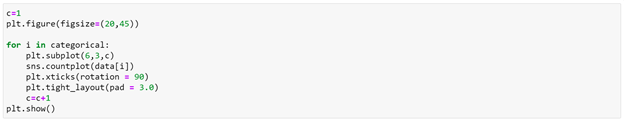 c=1
plt.figure(figsize=(20,45))

for i in categorical:
    plt.subplot(6,3,c)
    sns.countplot(data[i])
    plt.xticks(rotation = 90)
    plt.tight_layout(pad = 3.0)
    c=c+1
plt.show()